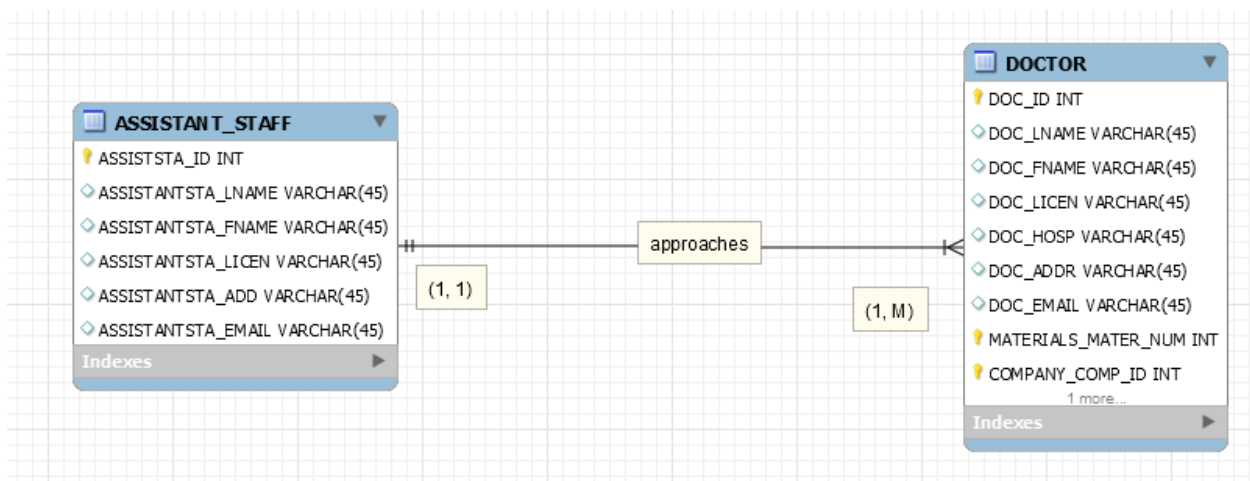 ASSISTANT_STAFF
ASSISTSTA_ID INT
ASSISTANTSTA_LNAME VARCHAR(45)
ASSISTANTSTA_FNAME VARCHAR(45)
ASSISTANTSTA_LICEN VARCHAR(45)
ASSISTANTSTA_ADD VARCHAR(45)
ASSISTANTSTA_EMAIL VARCHAR(45)
Indexes
(1, 1)
approaches
(1, M)
DOCTOR
DOC_ID INT
DOC_LNAME VARCHAR(45)
DOC_FNAME VARCHAR(45)
DOC_LICEN VARCHAR(45)
DOC_HOSP VARCHAR(45)
DOC_ADDR VARCHAR(45)
DOC_EMAIL VARCHAR(45)
MATERIALS_MATER_NUM INT
COMPANY_COMP_ID INT
1 more...
Indexes